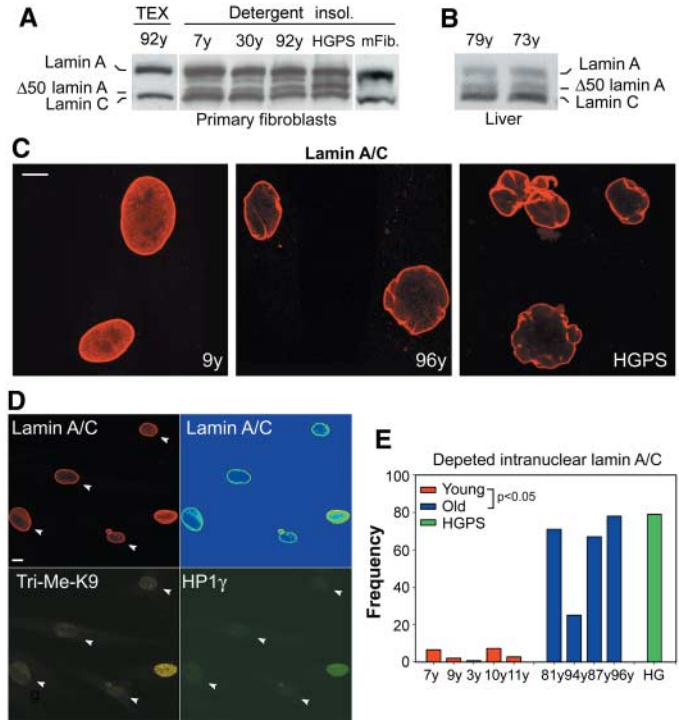 A
TEX
Detergent insol.
92y
7y 30y 92y HGPS mFib.
Lamin A
Δ50 lamin A
Lamin C
Primary fibroblasts
B
79y 73y
Lamin A
Δ50 lamin A
Lamin C
Liver
C
Lamin A/C
9y
96y
HGPS
D
Lamin A/C
Lamin A/C
Tri-Me-K9
HP1γ
E
Depeted intranuclear lamin A/C
Frequency
100
80
60
40
20
0
Young
Old
HGPS
p<0.05
7y 9y 3y 10y 11y 81y 94y 87y 96y HG